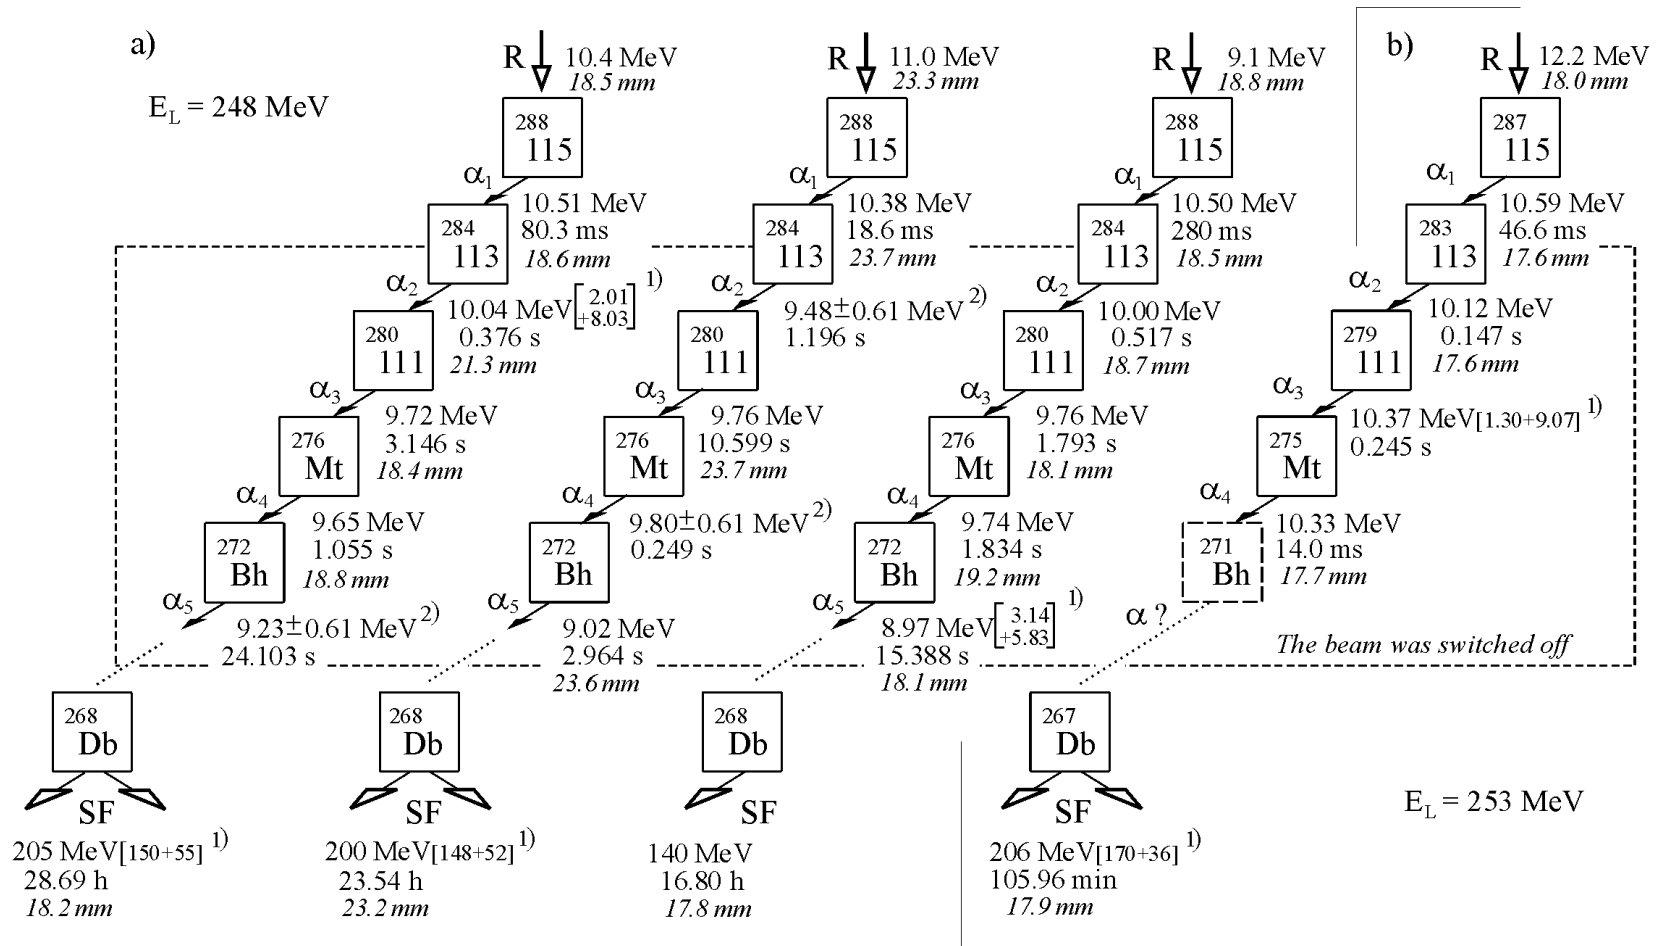 a)
E_L = 248 MeV
R
10.4 MeV
18.5 mm
288
115
α1
10.51 MeV
80.3 ms
18.6 mm
284
113
α2
10.04 MeV[2.01
+8.03] 1)
0.376 s
21.3 mm
280
111
α3
9.72 MeV
3.146 s
18.4 mm
276
Mt
α4
9.65 MeV
1.055 s
18.8 mm
272
Bh
α5
9.23±0.61 MeV 2)
24.103 s
268
Db
SF
205 MeV[150+55] 1)
28.69 h
18.2 mm
R
11.0 MeV
23.3 mm
288
115
α1
10.38 MeV
18.6 ms
23.7 mm
284
113
α2
9.48±0.61 MeV 2)
1.196 s
280
111
α3
9.76 MeV
10.599 s
23.7 mm
276
Mt
α4
9.80±0.61 MeV 2)
0.249 s
272
Bh
α5
9.02 MeV
2.964 s
23.6 mm
268
Db
SF
200 MeV[148+52] 1)
23.54 h
23.2 mm
R
9.1 MeV
18.8 mm
288
115
α1
10.50 MeV
280 ms
18.5 mm
284
113
α2
10.00 MeV
0.517 s
18.7 mm
280
111
α3
9.76 MeV
1.793 s
18.1 mm
276
Mt
α4
9.74 MeV
1.834 s
19.2 mm
272
Bh
α5
8.97 MeV[3.14
+5.83] 1)
15.388 s
18.1 mm
268
Db
SF
140 MeV
16.80 h
17.8 mm
b)
R
12.2 MeV
18.0 mm
287
115
α1
10.59 MeV
46.6 ms
17.6 mm
283
113
α2
10.12 MeV
0.147 s
17.6 mm
279
111
α3
10.37 MeV[1.30+9.07] 1)
0.245 s
275
Mt
α4
10.33 MeV
14.0 ms
17.7 mm
271
Bh
α ?
The beam was switched off
267
Db
SF
206 MeV[170+36] 1)
105.96 min
17.9 mm
E_L = 253 MeV